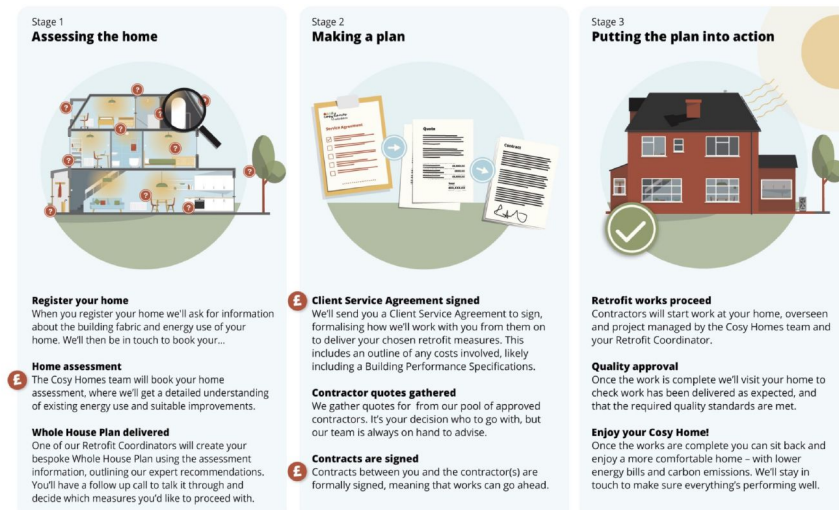 Stage 1
Assessing the home
?
?
?
?
?
?
?
?
?
Register your home
When you register your home we'll ask for information
about the building fabric and energy use of your
home. We'll then be in touch to book your...
£
Home assessment
The Cosy Homes team will book your home
assessment, where we'll get a detailed understanding
of existing energy use and suitable improvements.
Whole House Plan delivered
One of our Retrofit Coordinators will create your
bespoke Whole House Plan using the assessment
information, outlining our expert recommendations.
You'll have a follow up call to talk it through and
decide which measures you'd like to proceed with.
Stage 2
Making a plan
Service Agreement
Quote
Total
Contract
£
Client Service Agreement signed
We'll send you a Client Service Agreement to sign,
formalising how we'll work with you from them on
to deliver your chosen retrofit measures. This
includes an outline of any costs involved, likely
including a Building Performance Specifications.
Contractor quotes gathered
We gather quotes for from our pool of approved
contractors. It's your decision who to go with, but
our team is always on hand to advise.
£
Contracts are signed
Contracts between you and the contractor(s) are
formally signed, meaning that works can go ahead.
Stage 3
Putting the plan into action
Retrofit works proceed
Contractors will start work at your home, overseen
and project managed by the Cosy Homes team and
your Retrofit Coordinator.
Quality approval
Once the work is complete we'll visit your home to
check work has been delivered as expected, and
that the required quality standards are met.
Enjoy your Cosy Home!
Once the works are complete you can sit back and
enjoy a more comfortable home – with lower
energy bills and carbon emissions. We'll stay in
touch to make sure everything's performing well.